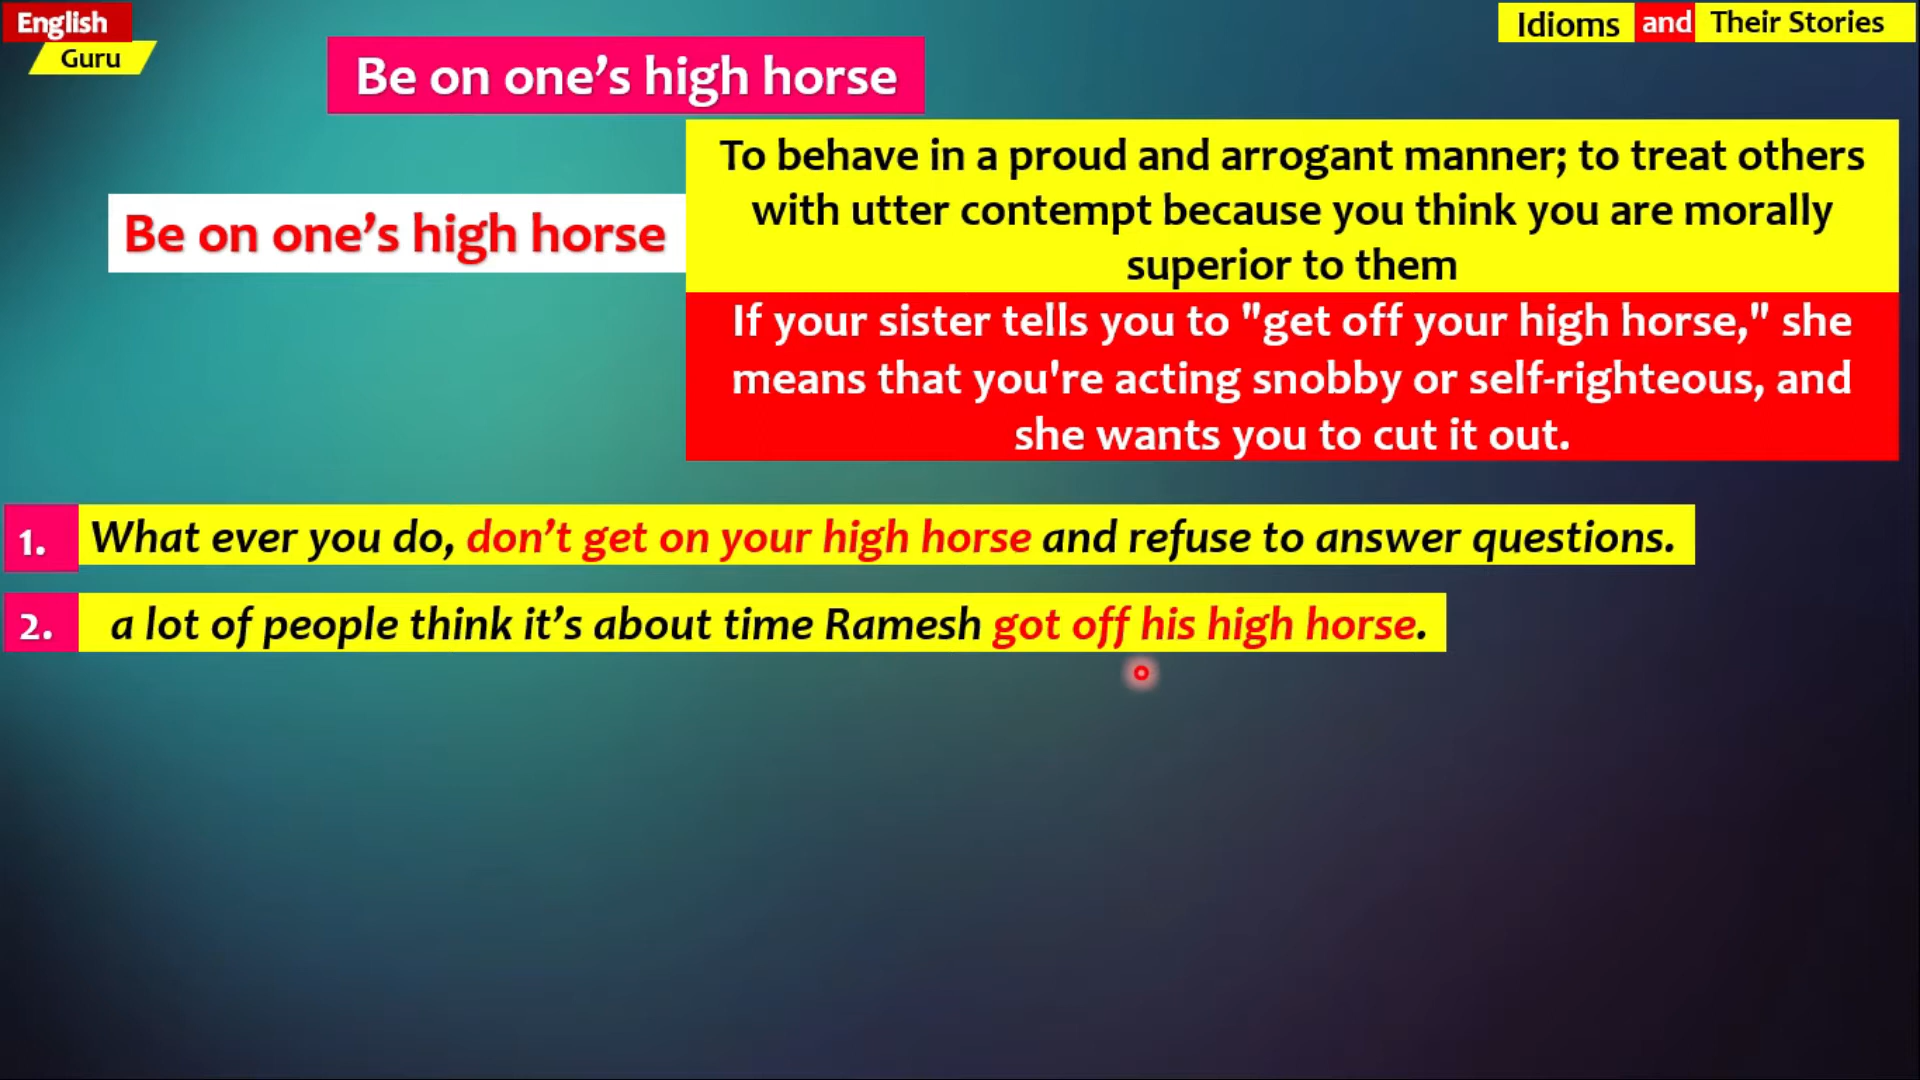 English
Guru
Idioms and Their Stories
Be on one’s high horse
Be on one’s high horse
To behave in a proud and arrogant manner; to treat others
with utter contempt because you think you are morally
superior to them
If your sister tells you to "get off your high horse," she
means that you're acting snobby or self-righteous, and
she wants you to cut it out.
1. What ever you do, don’t get on your high horse and refuse to answer questions.
2. a lot of people think it’s about time Ramesh got off his high horse.